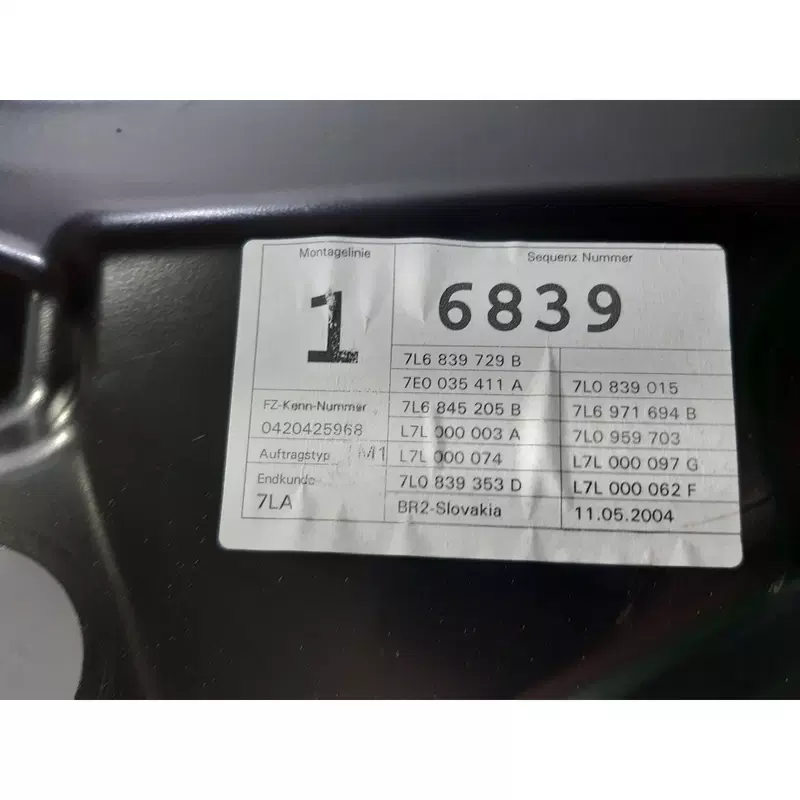 Montagelinie
1
FZ-Kenn-Nummer
0420425968
Auftragstyp M1
Endkunde
7LA
Sequenz Nummer
6839
7L6 839 729 B
7E0 035 411 A 7L0 839 015
7L6 845 205 B 7L6 971 694 B
L7L 000 003 A 7L0 959 703
L7L 000 074 L7L 000 097 G
7L0 839 353 D L7L 000 062 F
BR2-Slovakia 11.05.2004